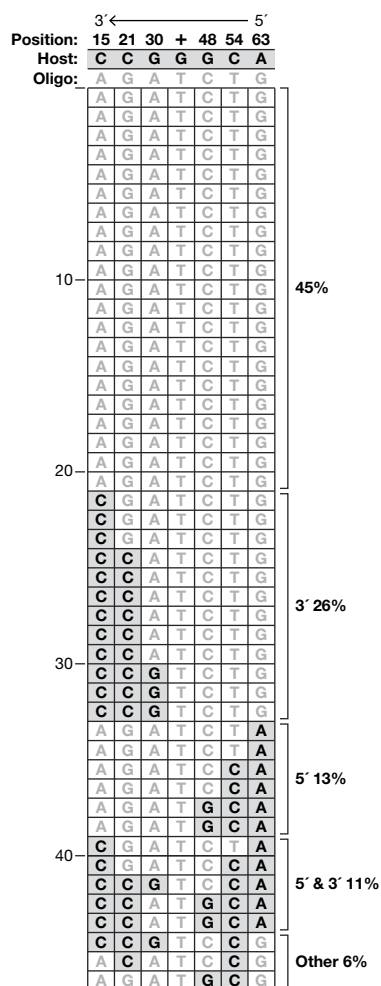 3´ 5´
Position: 15 21 30 + 48 54 63
Host: C C G G G C A
Oligo: A G A T C T G
A G A T C T G
A G A T C T G
A G A T C T G
A G A T C T G
A G A T C T G
A G A T C T G
A G A T C T G
A G A T C T G
A G A T C T G
A G A T C T G
10
A G A T C T G 45%
A G A T C T G
A G A T C T G
A G A T C T G
A G A T C T G
A G A T C T G
A G A T C T G
A G A T C T G
A G A T C T G
A G A T C T G
20
A G A T C T G
C G A T C T G
C G A T C T G
C G A T C T G
C C A T C T G
C C A T C T G
C C A T C T G
3´ 26%
C C A T C T G
C C A T C T G
C C A T C T G
30
C C G T C T G
C C G T C T G
C C G T C T G
A G A T C T A
A G A T C T A
A G A T C C A
5´ 13%
A G A T C C A
A G A T G C A
A G A T G C A
C G A T C T A
40
C G A T C C A
C C G T C C A 5´ & 3´ 11%
C C A T G C A
C C A T G C A
C C G T C C G
A C A T C C G Other 6%
A G A T G C G